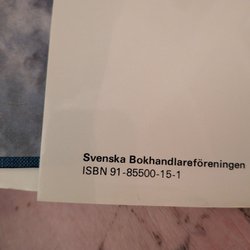 Svenska Bokhandlareföreningen
ISBN 91-85500-15-1